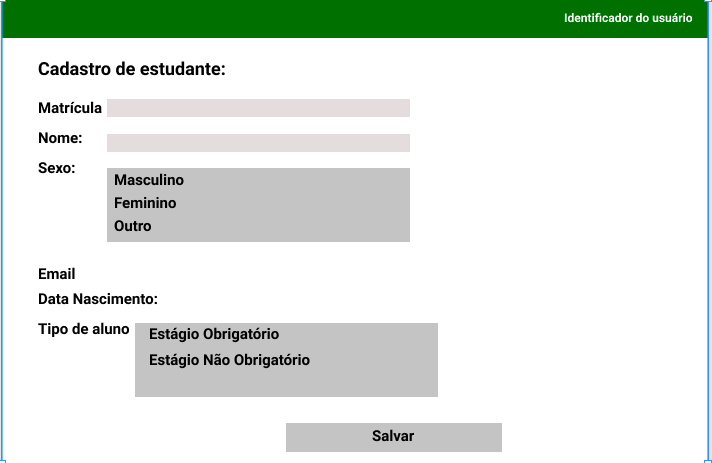 Identificador do usuário
Cadastro de estudante:
Matrícula
Nome:
Sexo:
Masculino
Feminino
Outro
Email
Data Nascimento:
Tipo de aluno
Estágio Obrigatório
Estágio Não Obrigatório
Salvar